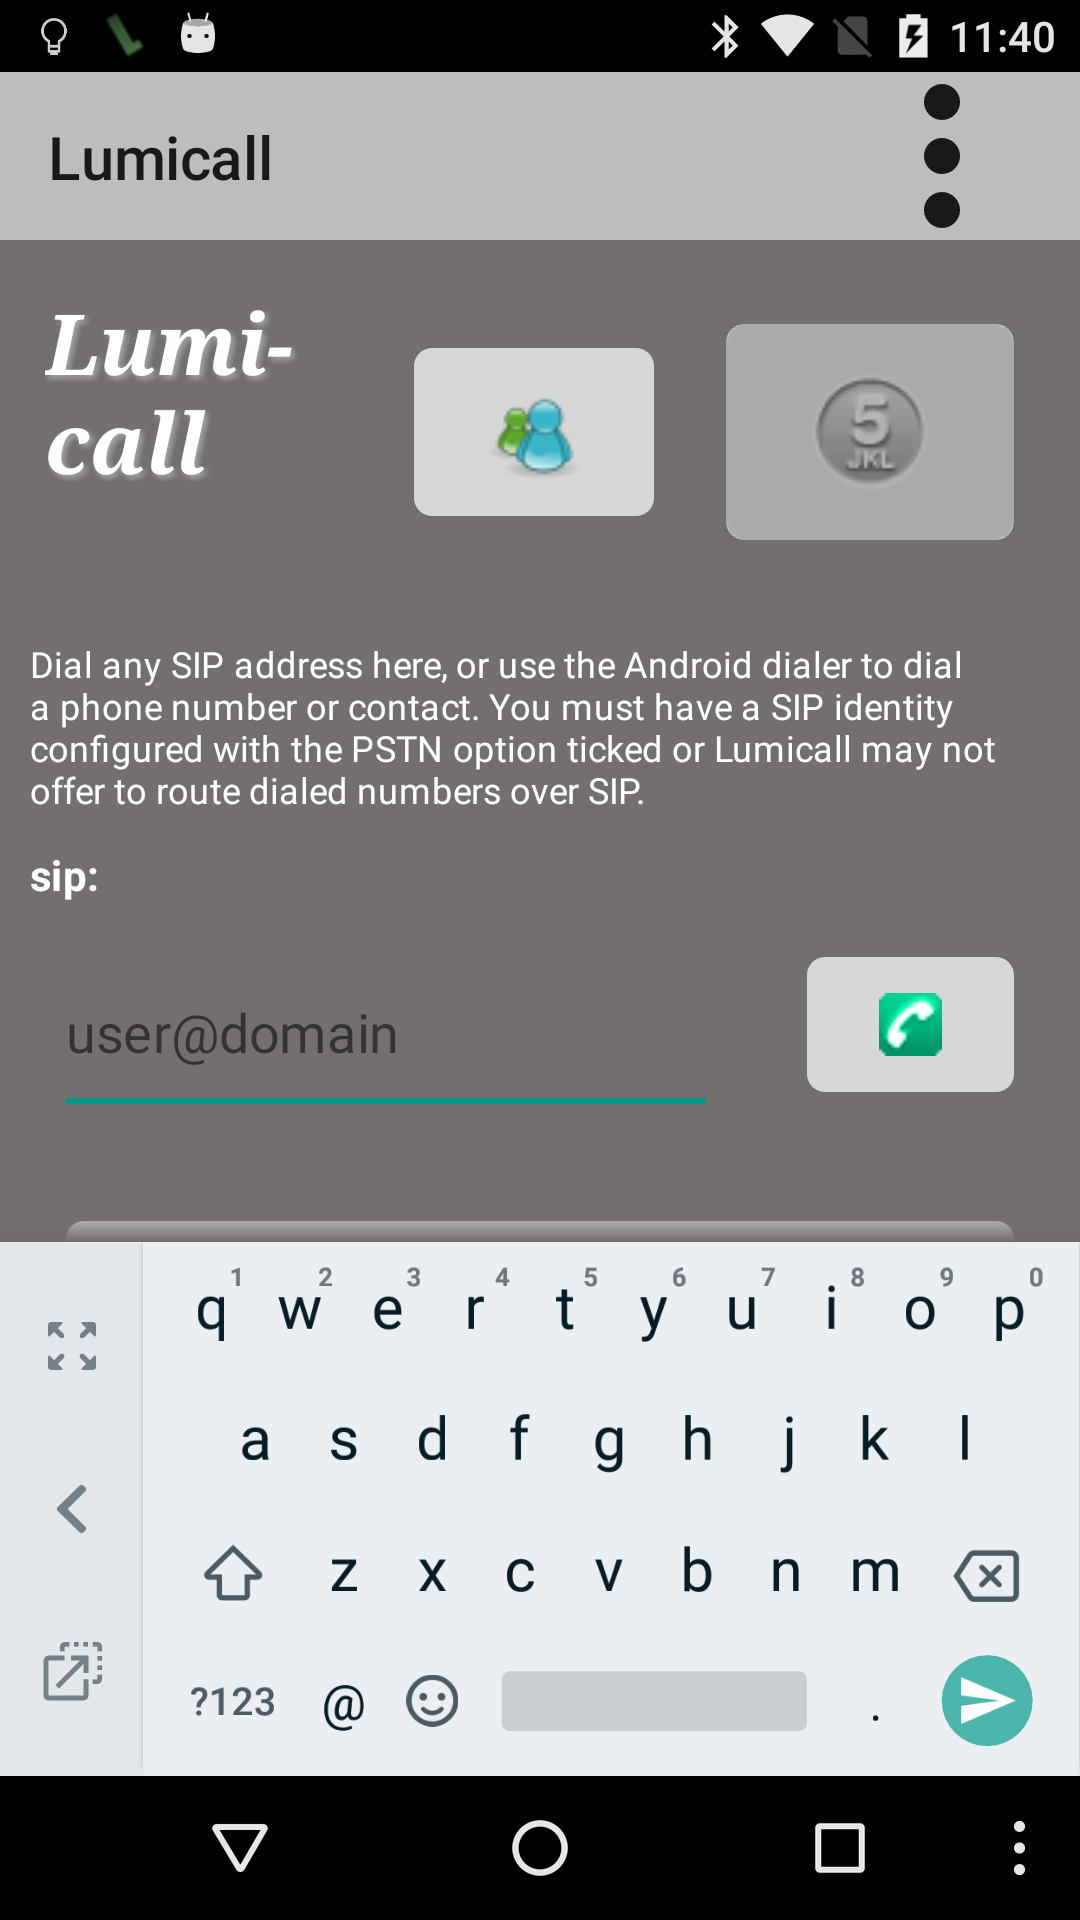 11:40
Lumicall
Lumi-
call
5
JKL
Dial any SIP address here, or use the Android dialer to dial
a phone number or contact. You must have a SIP identity
configured with the PSTN option ticked or Lumicall may not
offer to route dialed numbers over SIP.
sip:
user@domain
1 2 3 4 5 6 7 8 9 0
q w e r t y u i o p
a s d f g h j k l
z x c v b n m
?123 @ .